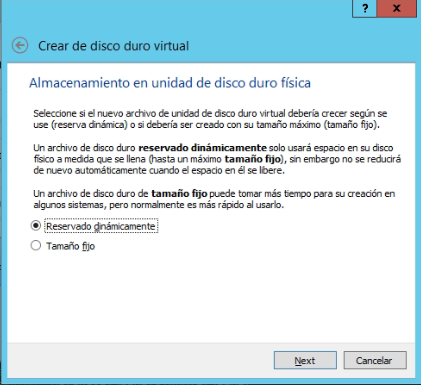 ?
x
Crear de disco duro virtual
Almacenamiento en unidad de disco duro física
Seleccione si el nuevo archivo de unidad de disco duro virtual debería crecer según se
use (reserva dinámica) o si debería ser creado con su tamaño máximo (tamaño fijo).
Un archivo de disco duro reservado dinámicamente solo usará espacio en su disco
físico a medida que se llena (hasta un máximo tamaño fijo), sin embargo no se reducirá
de nuevo automáticamente cuando el espacio en él se libere.
Un archivo de disco duro de tamaño fijo puede tomar más tiempo para su creación en
algunos sistemas, pero normalmente es más rápido al usarlo.
Reservado dinámicamente
Tamaño fijo
Next
Cancelar